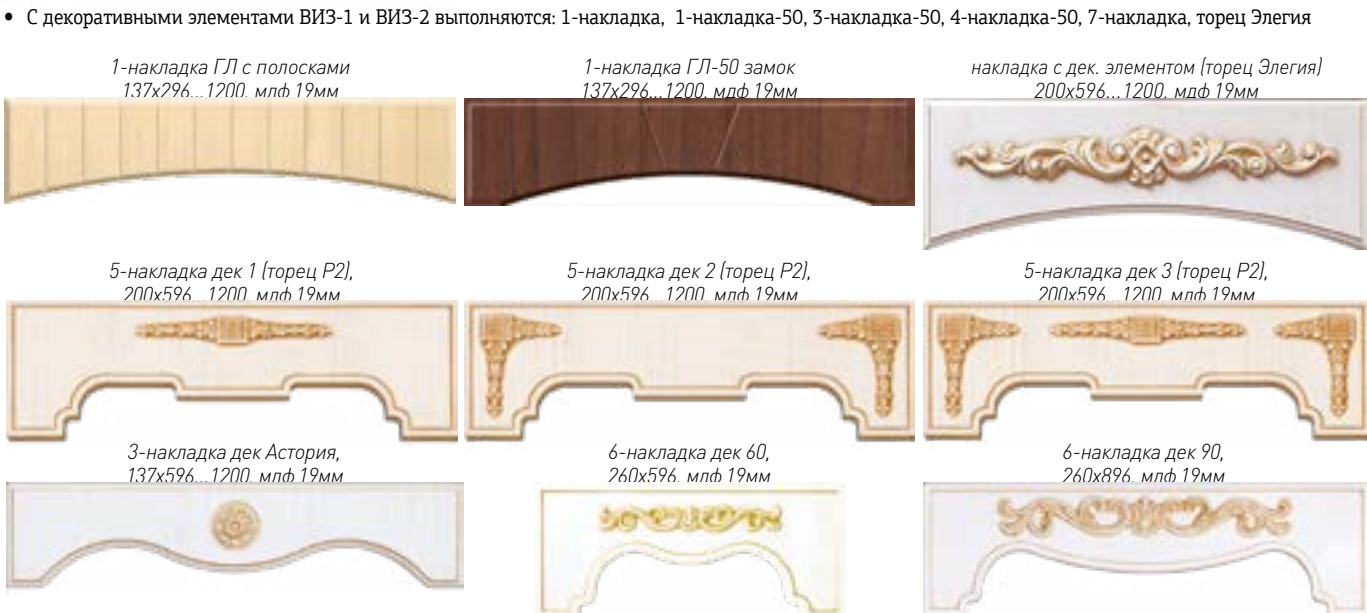 • С декоративными элементами ВИЗ-1 и ВИЗ-2 выполняются: 1-накладка, 1-накладка-50, 3-накладка-50, 4-накладка-50, 7-накладка, торец Элегия
1-накладка ГЛ с полосками
137х296...1200, мдф 19мм
1-накладка ГЛ-50 замок
137х296...1200, мдф 19мм
накладка с дек. элементом (торец Элегия)
200х596...1200, мдф 19мм
5-накладка дек 1 (торец Р2),
200х596...1200, мдф 19мм
5-накладка дек 2 (торец Р2),
200х596...1200, мдф 19мм
5-накладка дек 3 (торец Р2),
200х596...1200, мдф 19мм
3-накладка дек Астория,
137х596...1200, мдф 19мм
6-накладка дек 60,
260х596, мдф 19мм
6-накладка дек 90,
260х896, мдф 19мм